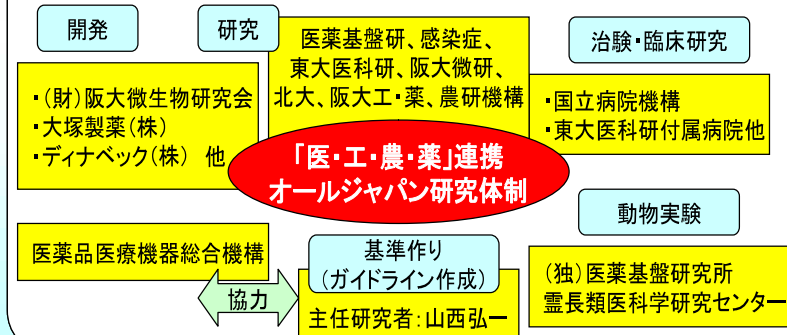 開発
研究
医薬基盤研、感染症、
東大医科研、阪大微研、
北大、阪大工・薬、農研機構
治験・臨床研究
・(財)阪大微生物研究会
・大塚製薬(株)
・ディナベック(株) 他
・国立病院機構
・東大医科研付属病院他
「医・工・農・薬」連携
オールジャパン研究体制
動物実験
医薬品医療機器総合機構
基準作り
(ガイドライン作成)
(独)医薬基盤研究所
霊長類医科学研究センター
協力
主任研究者:山西弘一